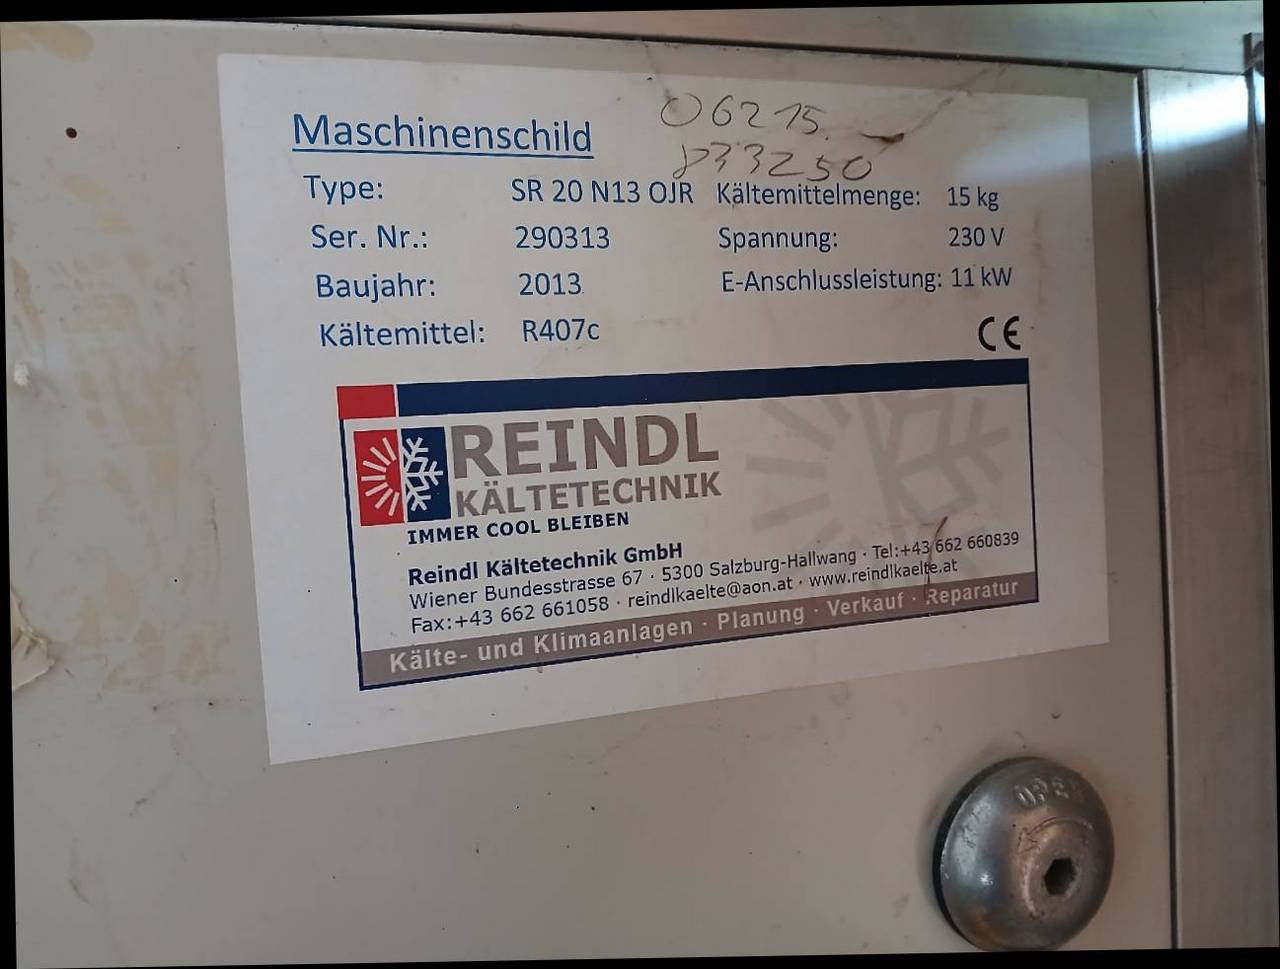 06215.
833250
Maschinenschild
Type: SR 20 N13 OJR Kältemittelmenge: 15 kg
Ser. Nr.: 290313 Spannung: 230 V
Baujahr: 2013 E-Anschlussleistung: 11 kW
Kältemittel: R407c
CE
REINDL
KÄLTETECHNIK
IMMER COOL BLEIBEN
Reindl Kältetechnik GmbH
Wiener Bundesstrasse 67 · 5300 Salzburg-Hallwang · Tel:+43 662 660839
Fax:+43 662 661058 · reindlkaelte@aon.at · www.reindlkaelte.at
Kälte- und Klimaanlagen · Planung · Verkauf · Reparatur
OPEN